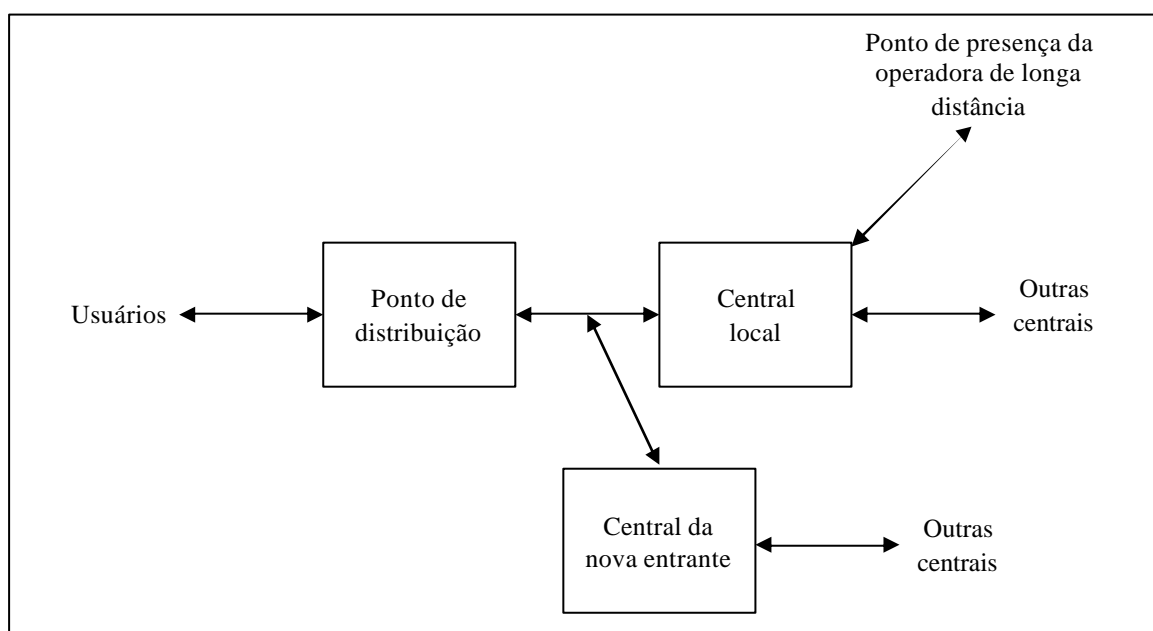 Ponto de presença da
operadora de longa
distância
Usuários
Ponto de
distribuição
Central
local
Outras
centrais
Central da
nova entrante
Outras
centrais